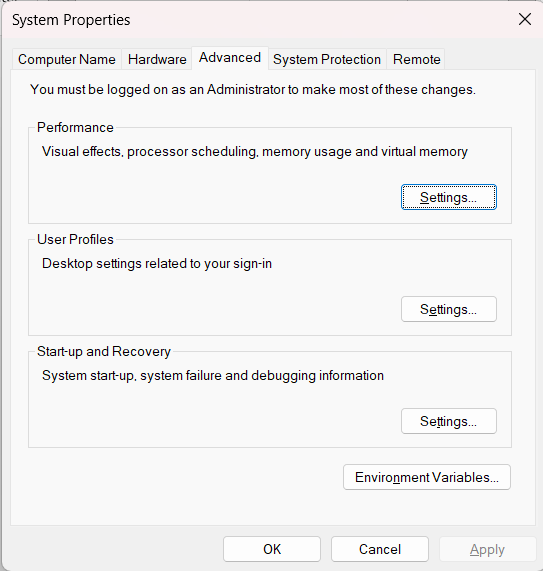 System Properties
Computer Name Hardware Advanced System Protection Remote
You must be logged on as an Administrator to make most of these changes.
Performance
Visual effects, processor scheduling, memory usage and virtual memory
Settings...
User Profiles
Desktop settings related to your sign-in
Settings...
Start-up and Recovery
System start-up, system failure and debugging information
Settings...
Environment Variables...
OK Cancel Apply